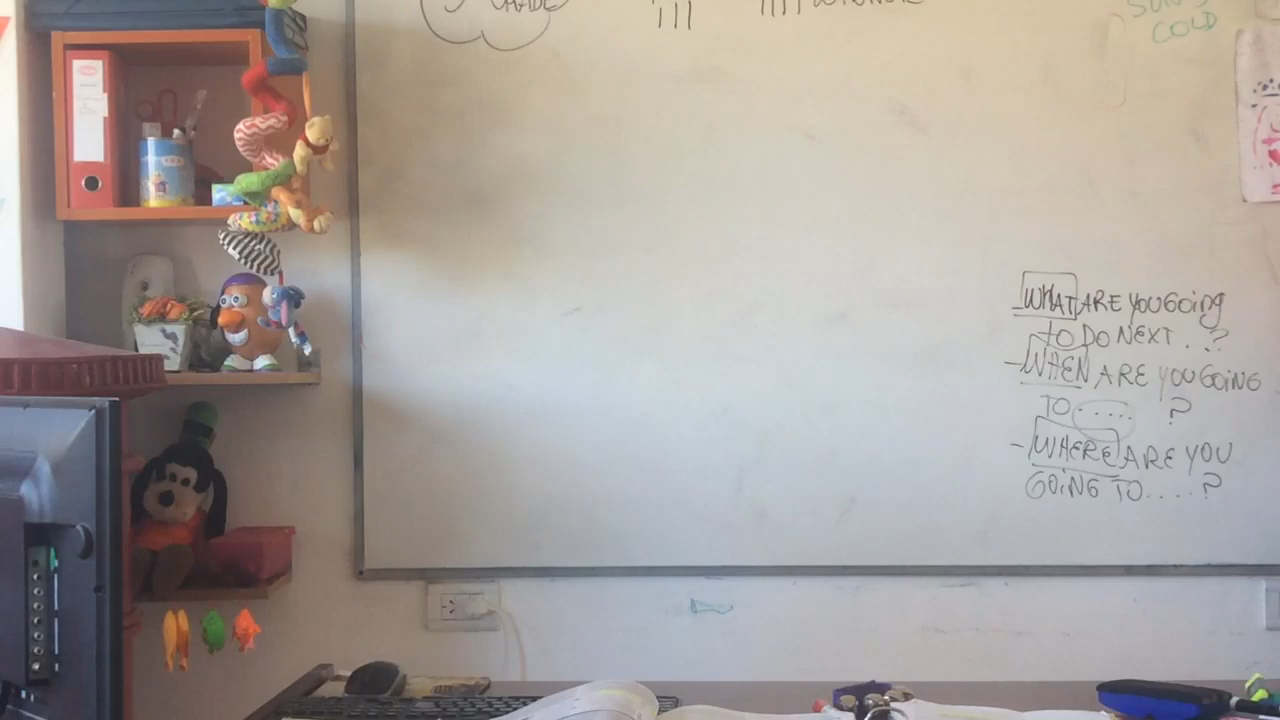 COLD
WHAT ARE YOU GOiNg
TO DO NEXT. ?
- WHEN ARE YOU GOiNG
TO ..... ?
- WHERE ARE YOU
GOiNG TO.....?